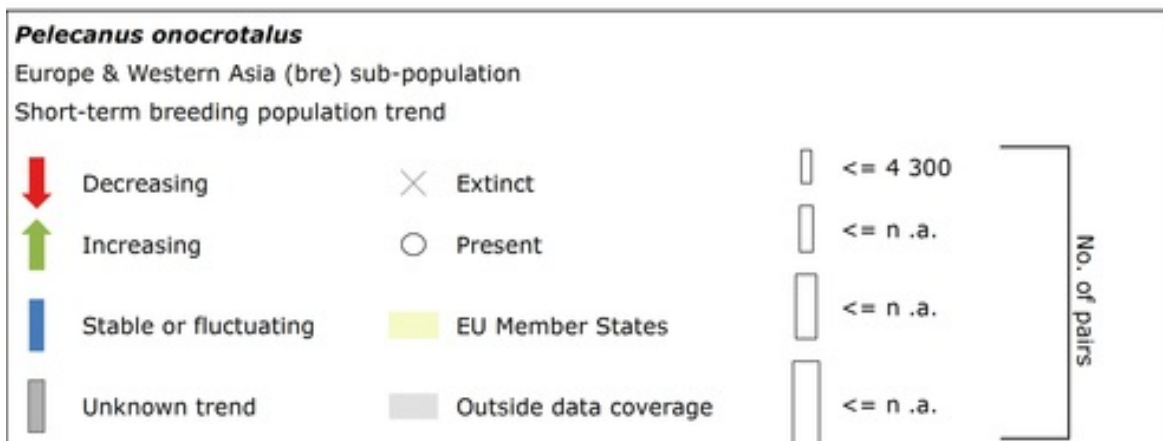 Pelecanus onocrotalus
Europe & Western Asia (bre) sub-population
Short-term breeding population trend
Decreasing
Increasing
Stable or fluctuating
Unknown trend
Extinct
Present
EU Member States
Outside data coverage
<= 4 300
<= n .a.
<= n .a.
<= n .a.
No. of pairs